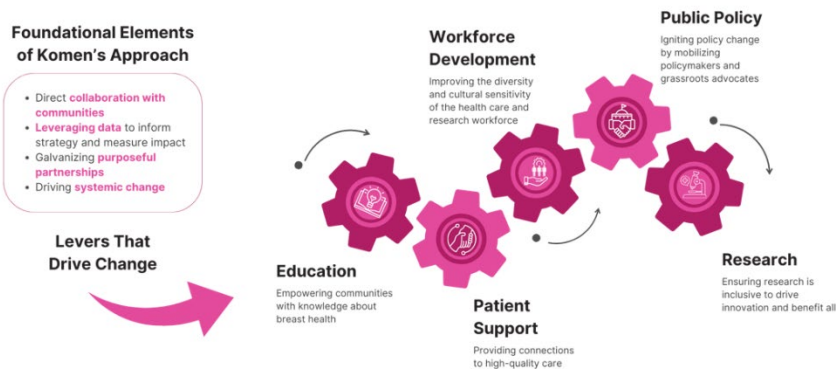 Foundational Elements
of Komen's Approach
• Direct collaboration with
communities
• Leveraging data to inform
strategy and measure impact
• Galvanizing purposeful
partnerships
• Driving systemic change
Levers That
Drive Change
Education
Empowering communities
with knowledge about
breast health
Patient
Support
Providing connections
to high-quality care
Workforce
Development
Improving the diversity
and cultural sensitivity
of the health care and
research workforce
Public Policy
Igniting policy change
by mobilizing
policymakers and
grassroots advocates
Research
Ensuring research is
inclusive to drive
innovation and benefit all